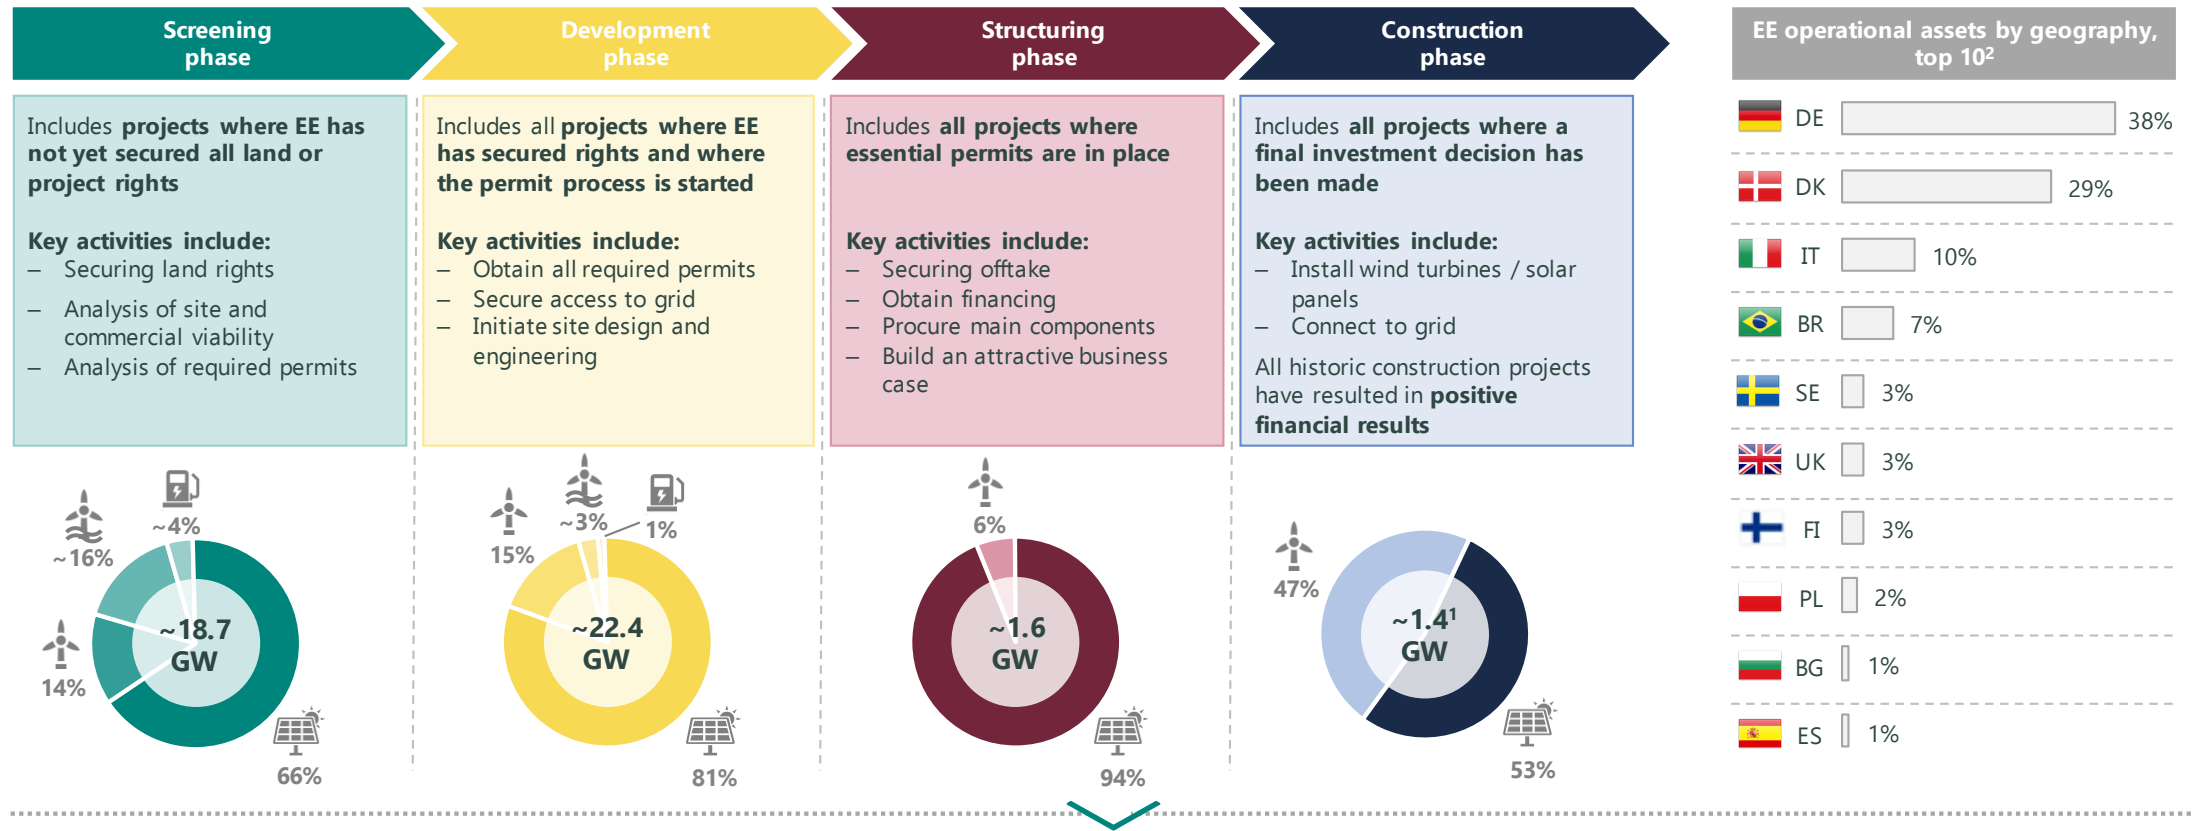 Screening
phase
Development
phase
Structuring
phase
Construction
phase
EE operational assets by geography,
top 10²
Includes projects where EE has
not yet secured all land or
project rights
Key activities include:
– Securing land rights
– Analysis of site and
commercial viability
– Analysis of required permits
Includes all projects where EE
has secured rights and where
the permit process is started
Key activities include:
– Obtain all required permits
– Secure access to grid
– Initiate site design and
engineering
Includes all projects where
essential permits are in place
Key activities include:
– Securing offtake
– Obtain financing
– Procure main components
– Build an attractive business
case
Includes all projects where a
final investment decision has
been made
Key activities include:
– Install wind turbines / solar
panels
– Connect to grid
All historic construction projects
have resulted in positive
financial results
~4%
~16%
14%
~18.7
GW
66%
~3%
1%
15%
~22.4
GW
81%
6%
~1.6
GW
94%
47%
~1.4¹
GW
53%
DE 38%
DK 29%
IT 10%
BR 7%
SE 3%
UK 3%
FI 3%
PL 2%
BG 1%
ES 1%